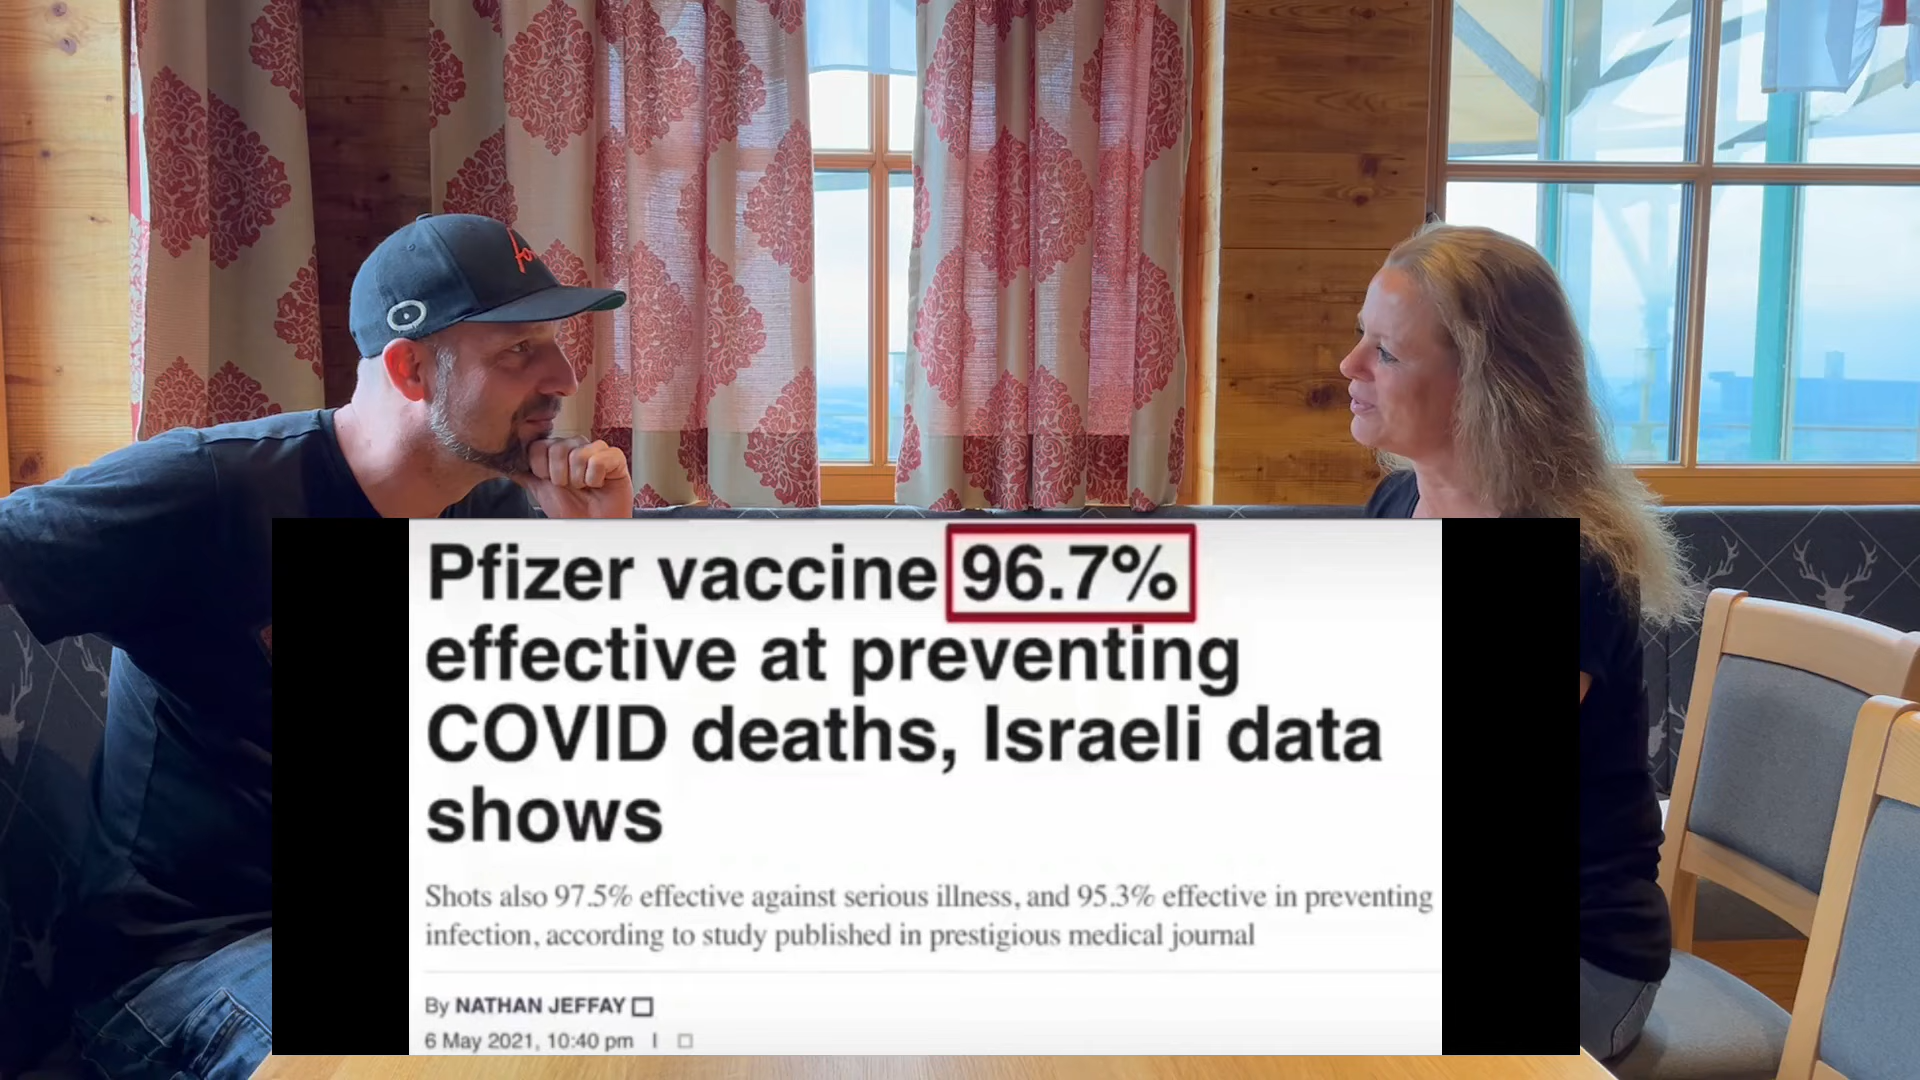 Pfizer vaccine 96.7%
effective at preventing
COVID deaths, Israeli data
shows
Shots also 97.5% effective against serious illness, and 95.3% effective in preventing
infection, according to study published in prestigious medical journal
By NATHAN JEFFAY
6 May 2021, 10:40 pm |